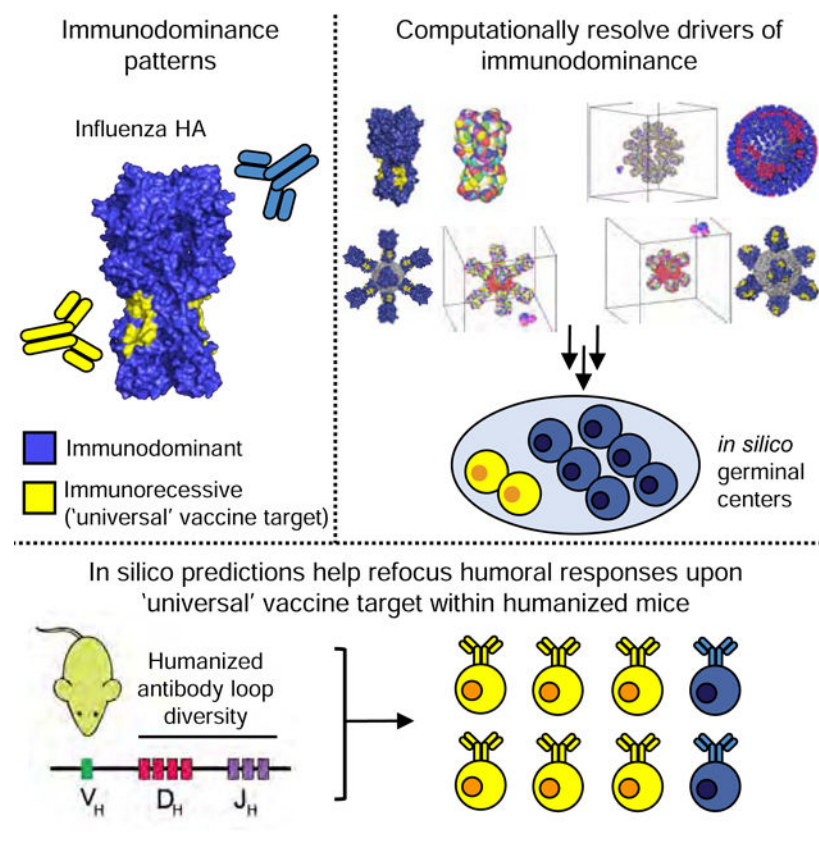 Immunodominance
patterns
Influenza HA
Immunodominant
Immunorecessive
(‘universal’ vaccine target)
Computationally resolve drivers of
immunodominance
in silico
germinal
centers
In silico predictions help refocus humoral responses upon
‘universal’ vaccine target within humanized mice
Humanized
antibody loop
diversity
VH DH JH